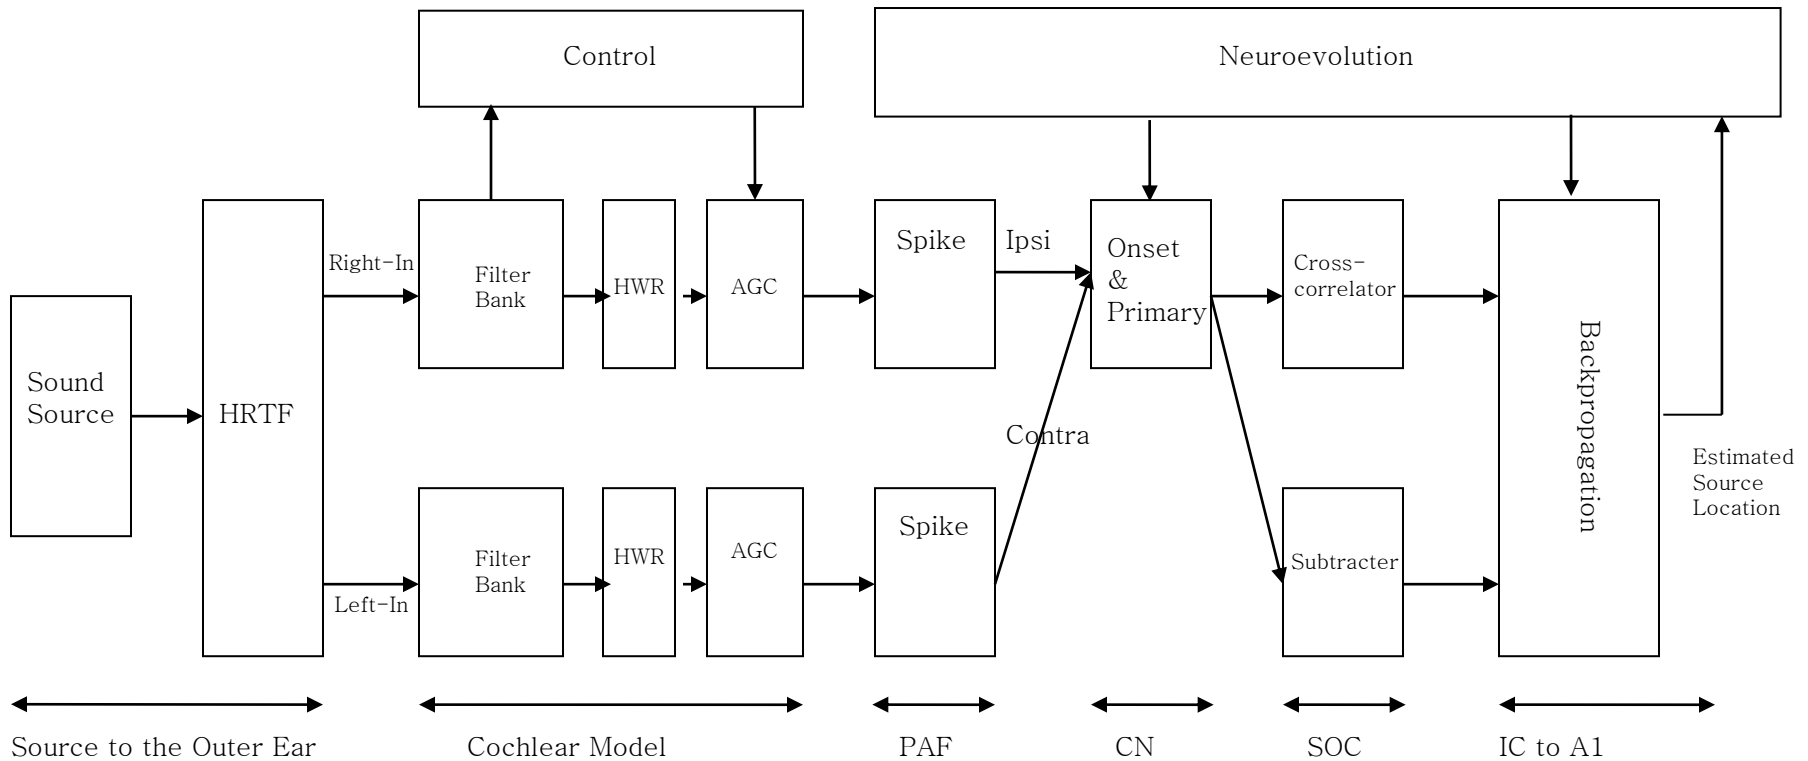 Control
Neuroevolution
Right-In
Filter
Bank
HWR
AGC
Spike
Ipsi
Onset
&
Primary
Cross-
correlator
Sound
Source
HRTF
Contra
Backpropagation
Estimated
Source
Location
Left-In
Filter
Bank
HWR
AGC
Spike
Subtracter
Source to the Outer Ear
Cochlear Model
PAF
CN
SOC
IC to A1